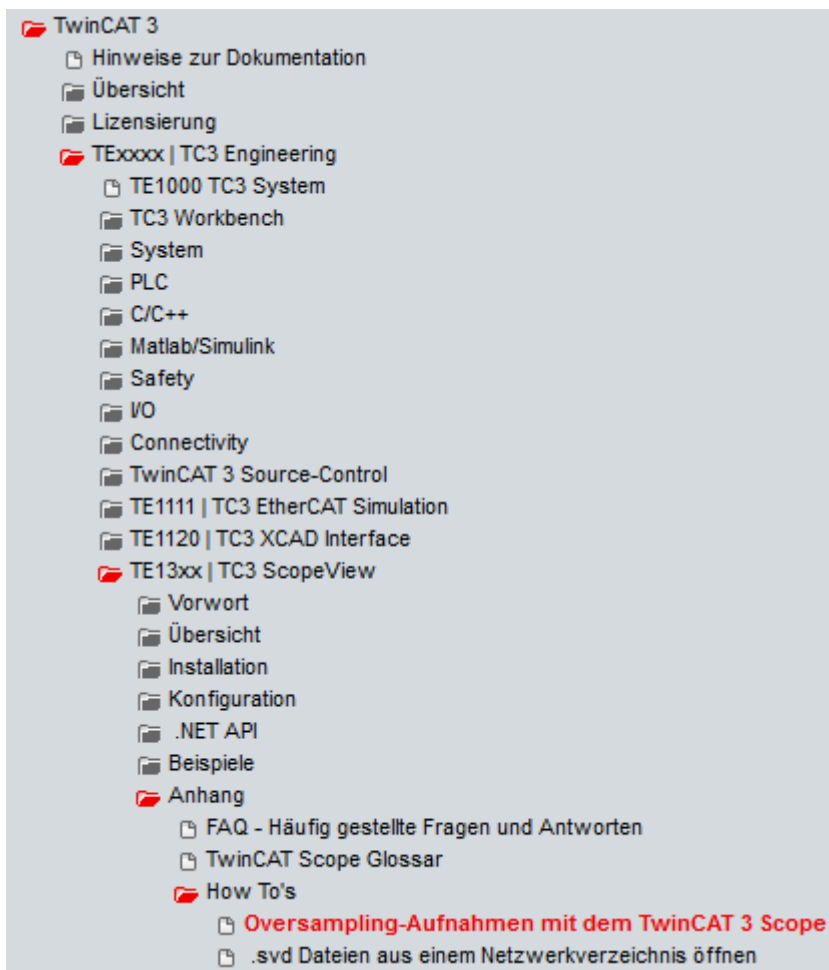 TwinCAT 3
Hinweise zur Dokumentation
Übersicht
Lizensierung
TExxxx | TC3 Engineering
TE1000 TC3 System
TC3 Workbench
System
PLC
C/C++
Matlab/Simulink
Safety
I/O
Connectivity
TwinCAT 3 Source-Control
TE1111 | TC3 EtherCAT Simulation
TE1120 | TC3 XCAD Interface
TE13xx | TC3 ScopeView
Vorwort
Übersicht
Installation
Konfiguration
.NET API
Beispiele
Anhang
FAQ - Häufig gestellte Fragen und Antworten
TwinCAT Scope Glossar
How To's
Oversampling-Aufnahmen mit dem TwinCAT 3 Scope
.svd Dateien aus einem Netzwerkverzeichnis öffnen